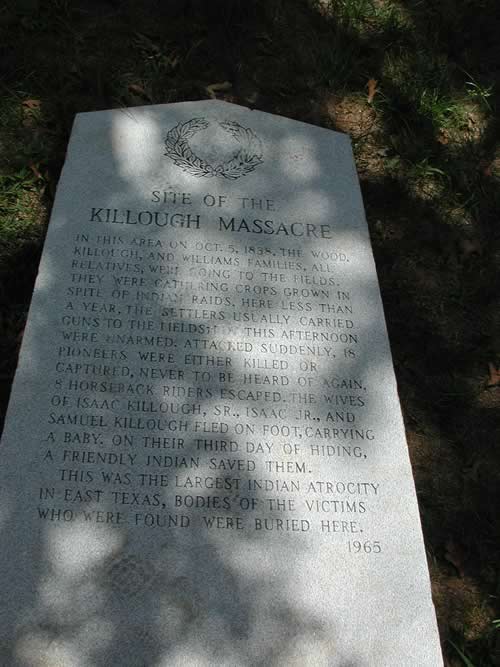 SITE OF THE
KILLOUGH MASSACRE
IN THIS AREA ON OCT. 5, 1838, THE WOOD,
KILLOUGH, AND WILLIAMS FAMILIES, ALL
RELATIVES, WERE GOING TO THE FIELDS.
THEY WERE GATHERING CROPS GROWN IN
SPITE OF INDIAN RAIDS. HERE LESS THAN
A YEAR, THE SETTLERS USUALLY CARRIED
GUNS TO THE FIELDS; BUT THIS AFTERNOON
WERE UNARMED. ATTACKED SUDDENLY, 18
PIONEERS WERE EITHER KILLED OR
CAPTURED, NEVER TO BE HEARD OF AGAIN.
8 HORSEBACK RIDERS ESCAPED. THE WIVES
OF ISAAC KILLOUGH, SR., ISAAC JR., AND
SAMUEL KILLOUGH FLED ON FOOT, CARRYING
A BABY. ON THEIR THIRD DAY OF HIDING,
A FRIENDLY INDIAN SAVED THEM.
THIS WAS THE LARGEST INDIAN ATROCITY
IN EAST TEXAS, BODIES OF THE VICTIMS
WHO WERE FOUND WERE BURIED HERE.
1965